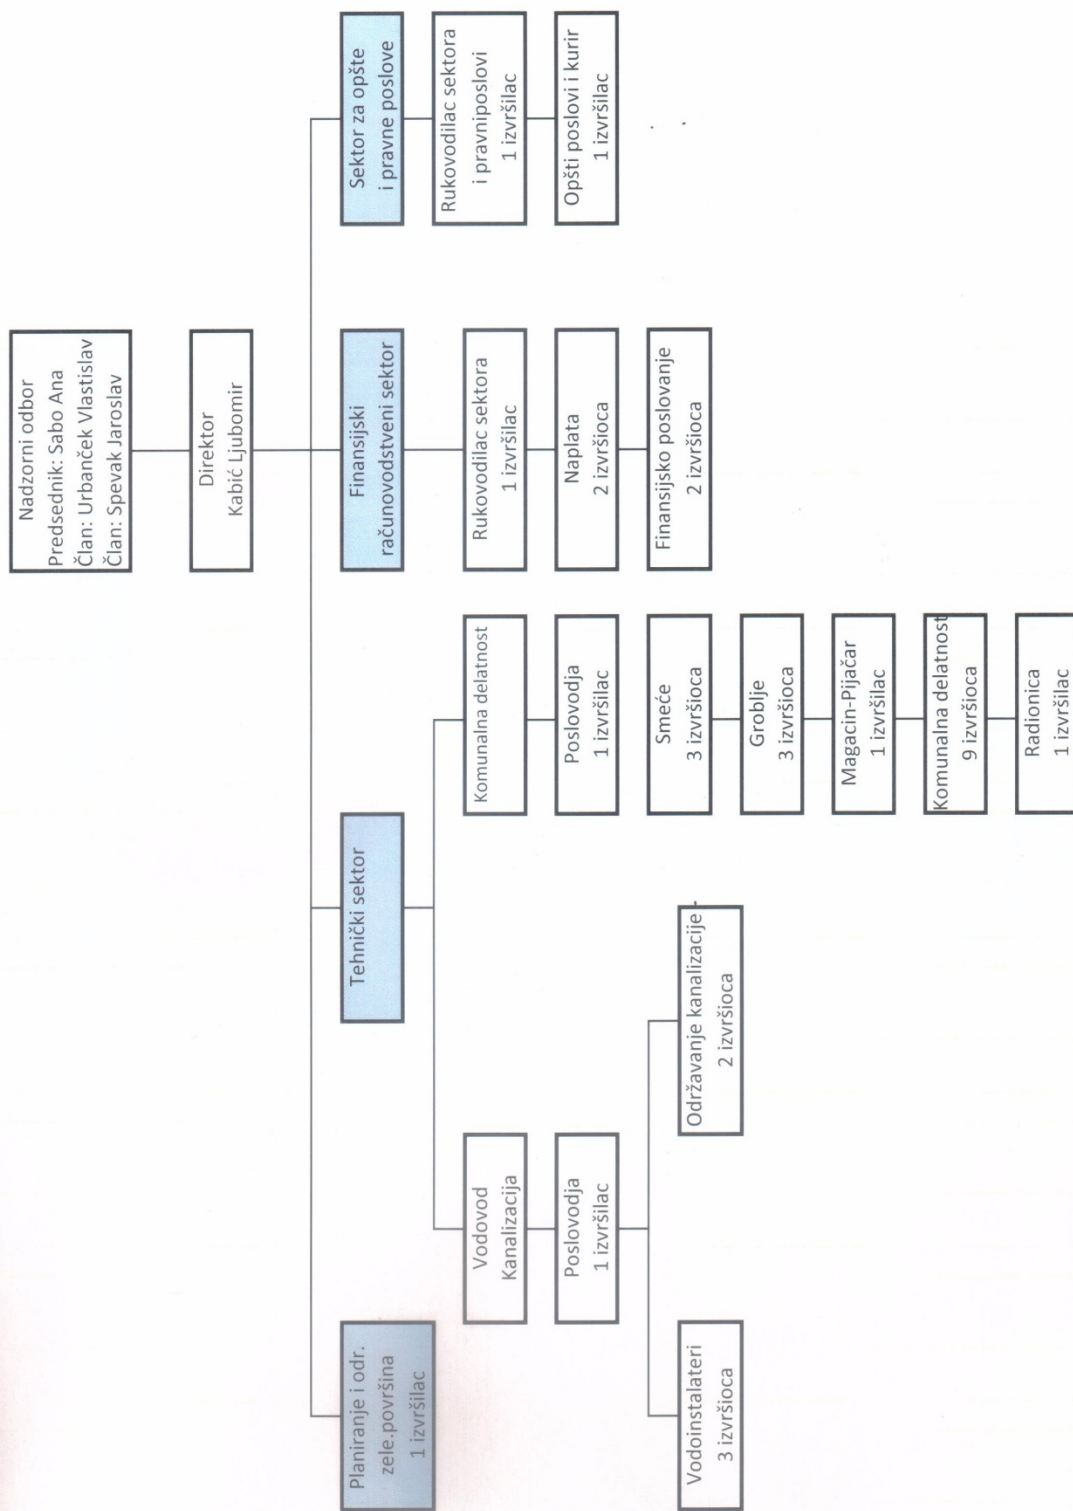 Nadzorni odbor
Predsednik: Sabo Ana
Član: Urbanček Vlastislav
Član: Spevak Jaroslav
Direktor
Kabić Ljubomir
Planiranje i odr.
zele.površina
1 izvršilac
Tehnički sektor
Finansijski
računovodstveni sektor
Sektor za opšte
i pravne poslove
Vodovod
Kanalizacija
Komunalna delatnost
Rukovodilac sektora
1 izvršilac
Rukovodilac sektora
i pravniposlovi
1 izvršilac
Poslovodja
1 izvršilac
Poslovodja
1 izvršilac
Naplata
2 izvršioca
Opšti poslovi i kurir
1 izvršilac
Vodoinstalateri
3 izvršioca
Održavanje kanalizacije
2 izvršioca
Smeće
3 izvršioca
Finansijsko poslovanje
2 izvršioca
Groblje
3 izvršioca
Magacin-Pijačar
1 izvršilac
Komunalna delatnost
9 izvršioca
Radionica
1 izvršilac